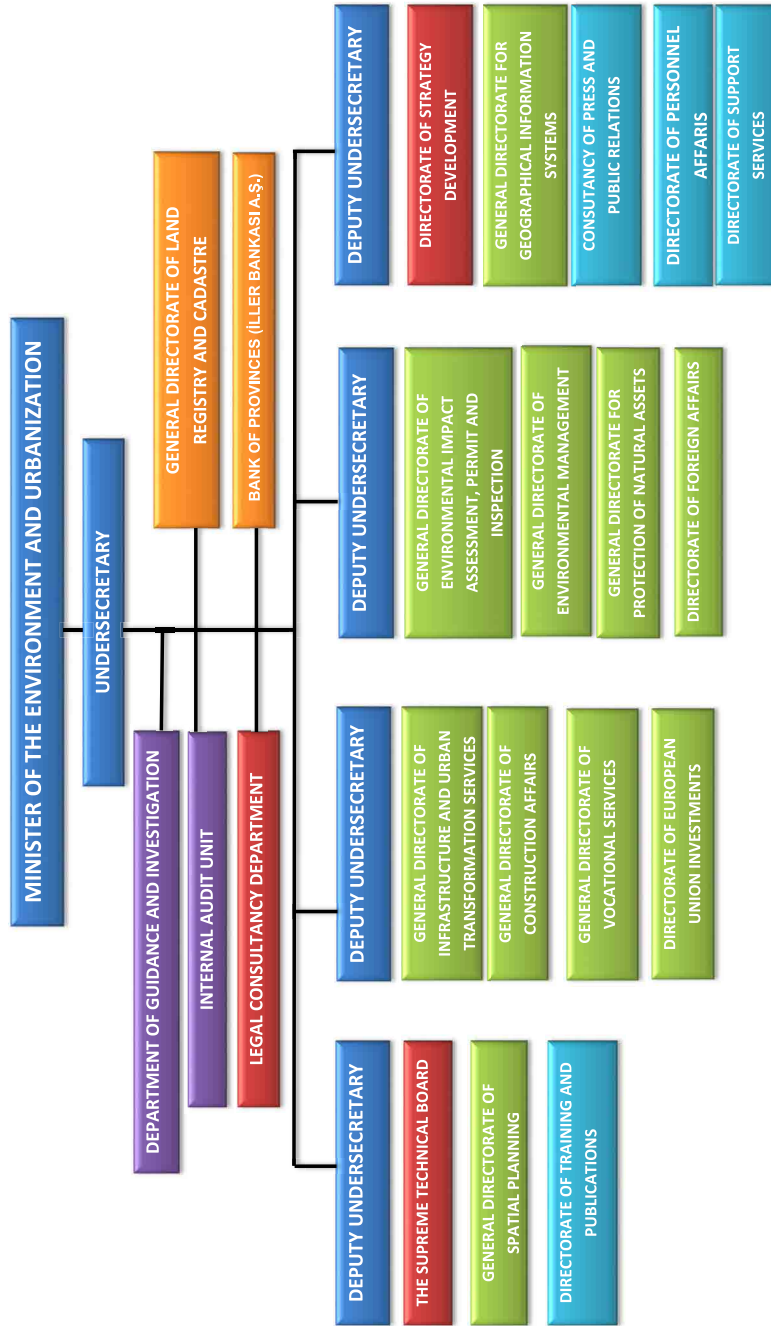 MINISTER OF THE ENVIRONMENT AND URBANIZATION
UNDERSECRETARY
DEPARTMENT OF GUIDANCE AND INVESTIGATION
INTERNAL AUDIT UNIT
LEGAL CONSULTANCY DEPARTMENT
GENERAL DIRECTORATE OF LAND
REGISTRY AND CADASTRE
BANK OF PROVINCES (İLLER BANKASI A.Ş.)
DEPUTY UNDERSECRETARY
THE SUPREME TECHNICAL BOARD
GENERAL DIRECTORATE OF
SPATIAL PLANNING
DIRECTORATE OF TRAINING AND
PUBLICATIONS
DEPUTY UNDERSECRETARY
GENERAL DIRECTORATE OF
INFRASTRUCTURE AND URBAN
TRANSFORMATION SERVICES
GENERAL DIRECTORATE OF
CONSTRUCTION AFFAIRS
GENERAL DIRECTORATE OF
VOCATIONAL SERVICES
DIRECTORATE OF EUROPEAN
UNION INVESTMENTS
DEPUTY UNDERSECRETARY
GENERAL DIRECTORATE OF
ENVIRONMENTAL IMPACT
ASSESSMENT, PERMIT AND
INSPECTION
GENERAL DIRECTORATE OF
ENVIRONMENTAL MANAGEMENT
GENERAL DIRECTORATE FOR
PROTECTION OF NATURAL ASSETS
DIRECTORATE OF FOREIGN AFFAIRS
DEPUTY UNDERSECRETARY
DIRECTORATE OF STRATEGY
DEVELOPMENT
GENERAL DIRECTORATE FOR
GEOGRAPHICAL INFORMATION
SYSTEMS
CONSUTANCY OF PRESS AND
PUBLIC RELATIONS
DIRECTORATE OF PERSONNEL
AFFARIS
DIRECTORATE OF SUPPORT
SERVICES